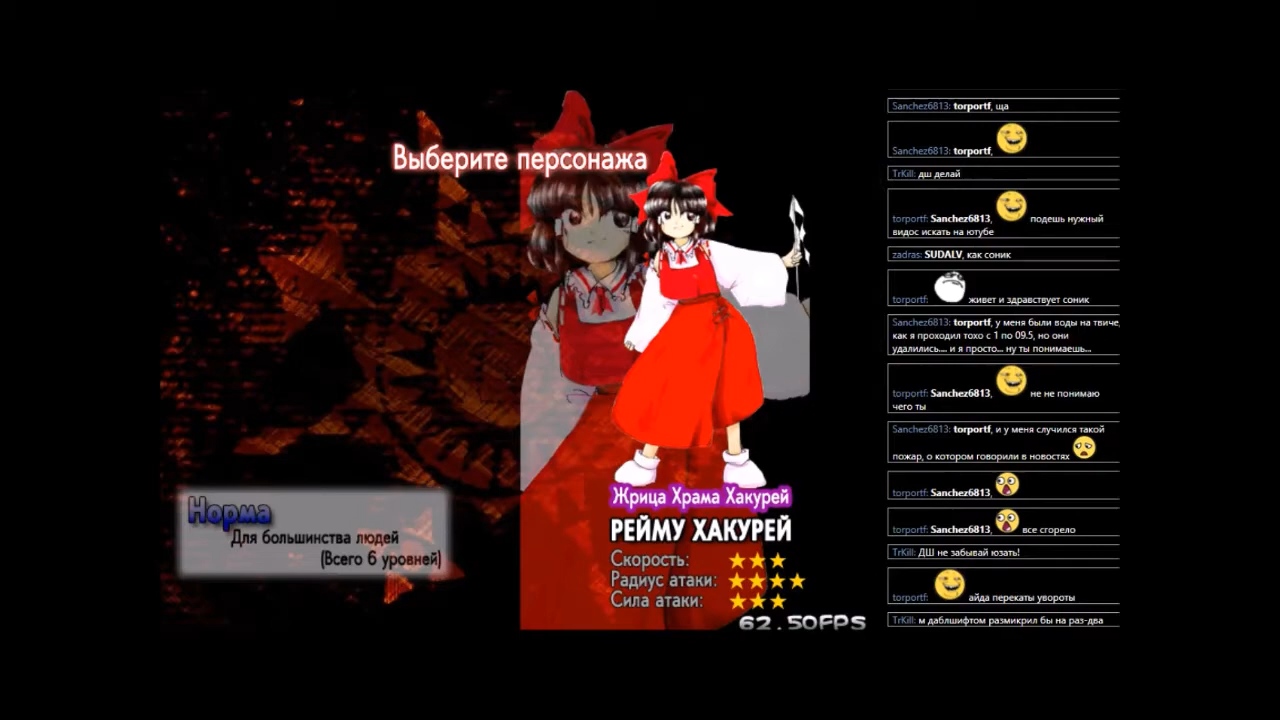 Выберите персонажа
Норма
Для большинства людей
(Всего 6 уровней)
Жрица Храма Хакурей
РЕЙМУ ХАКУРЕЙ
Скорость: ★★★
Радиус атаки: ★★★★
Сила атаки: ★★★
62.50FPS
Sanchez6813: torportf, ща
Sanchez6813: torportf,
TrKill: дш делай
torportf: Sanchez6813, подешь нужный
видос искать на ютубе
zadras: SUDALV, как соник
torportf: живет и здравствует соник
Sanchez6813: torportf, у меня были воды на твиче,
как я проходил тохо с 1 по 09.5, но они
удалились.... и я просто... ну ты понимаешь...
torportf: Sanchez6813, не не понимаю
чего ты
Sanchez6813: torportf, и у меня случился такой
пожар, о котором говорили в новостях
torportf: Sanchez6813,
torportf: Sanchez6813, все сгорело
TrKill: ДШ не забывай юзать!
torportf: айда перекаты увороты
TrKill: м даблшифтом размикрил бы на раз-два